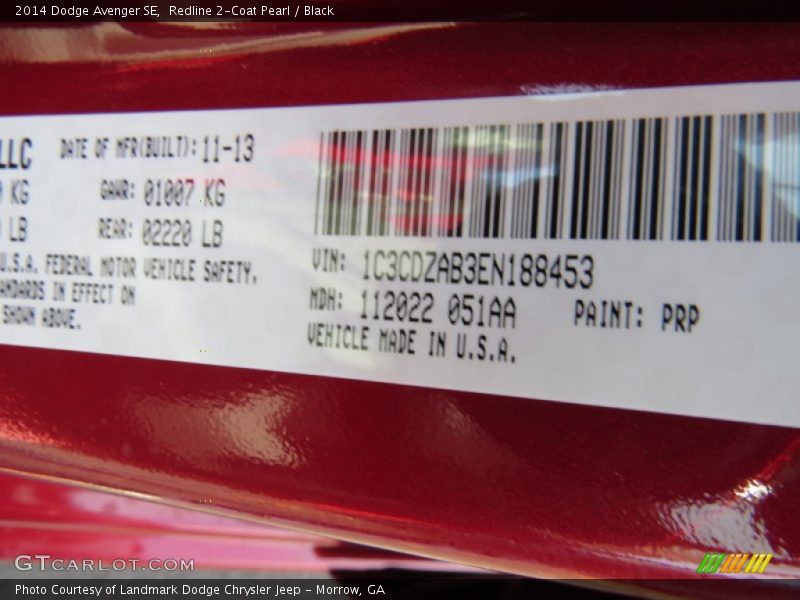 2014 Dodge Avenger SE, Redline 2-Coat Pearl / Black
LLC DATE OF MFR(BUILT): 11-13
KG GAWR: 01007 KG
LB REAR: 02220 LB
U.S.A. FEDERAL MOTOR VEHICLE SAFETY,
IN EFFECT ON
SHOWN ABOVE.
VIN: 1C3CDZAB3EN188453
MDH: 112022 051AA PAINT: PRP
VEHICLE MADE IN U.S.A.
GTCARLOT.COM
Photo Courtesy of Landmark Dodge Chrysler Jeep - Morrow, GA